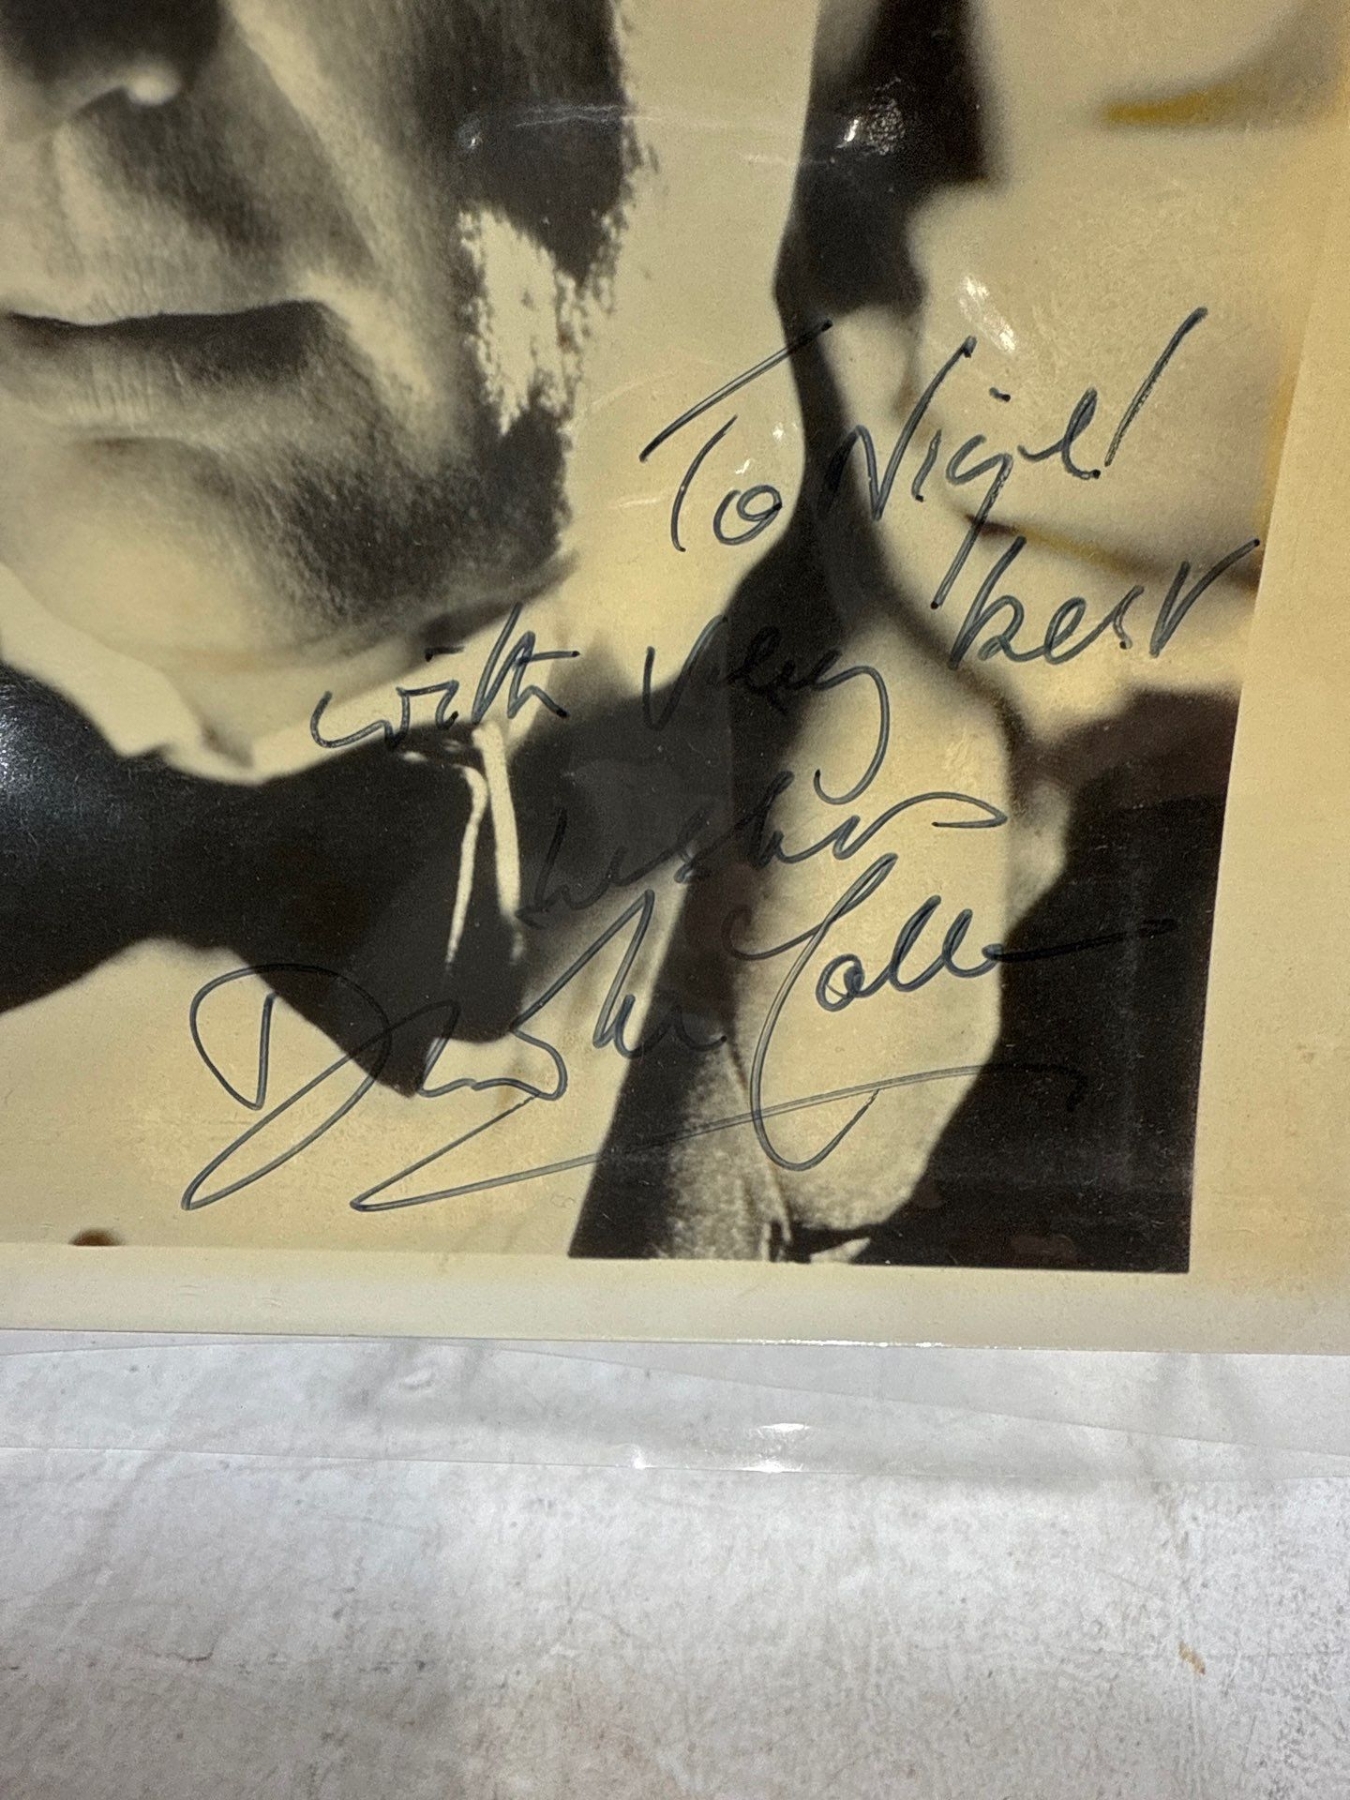 To Nigel
with very best
wishes